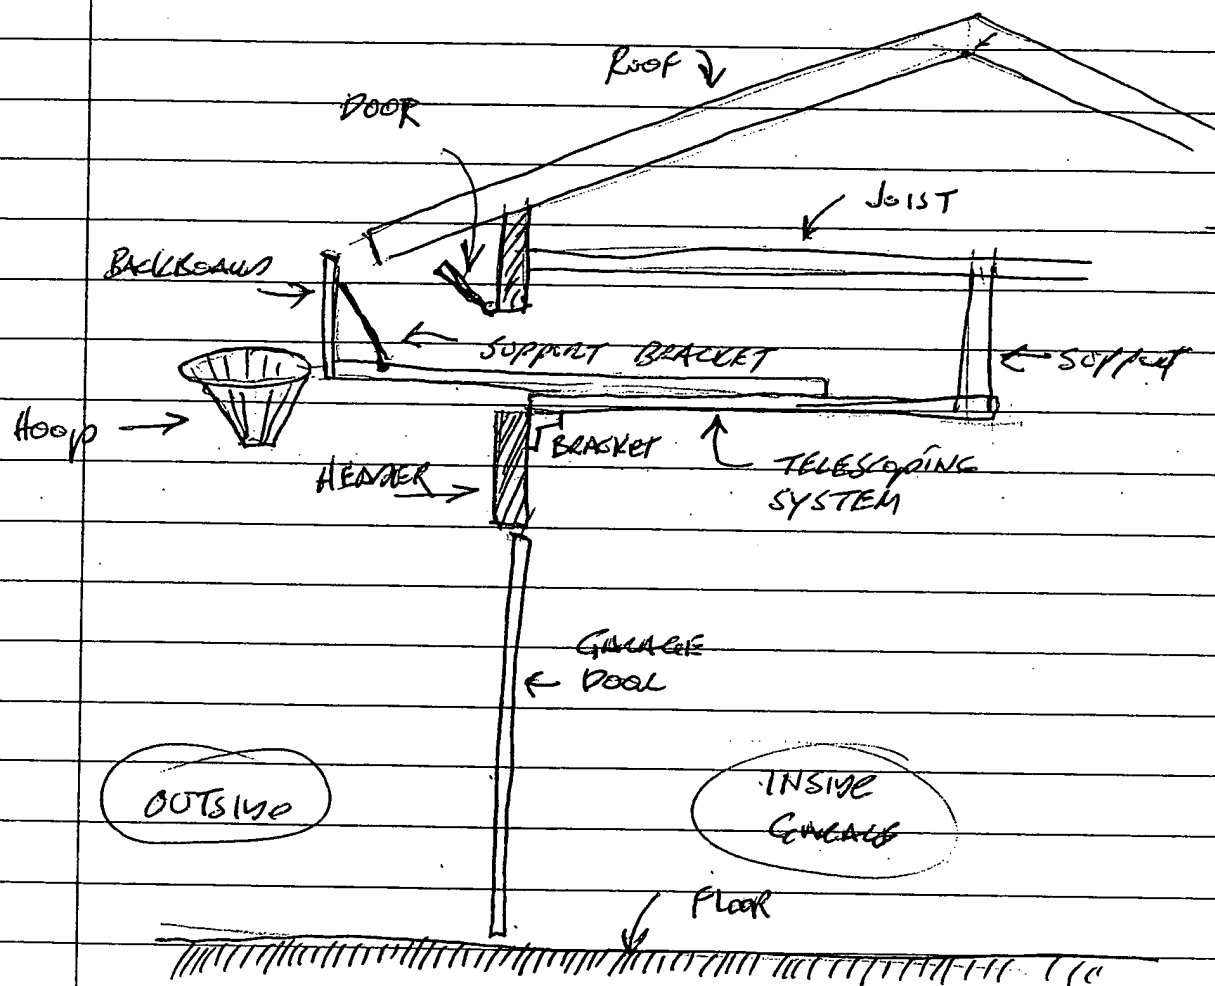 ROOF
DOOR
JOIST
BACKBOARD
SUPPORT BRACKET
SUPPORT
HOOP
BRACKET
HEADER
TELESCOPING
SYSTEM
GARAGE
DOOR
OUTSIDE
INSIDE
GARAGE
FLOOR